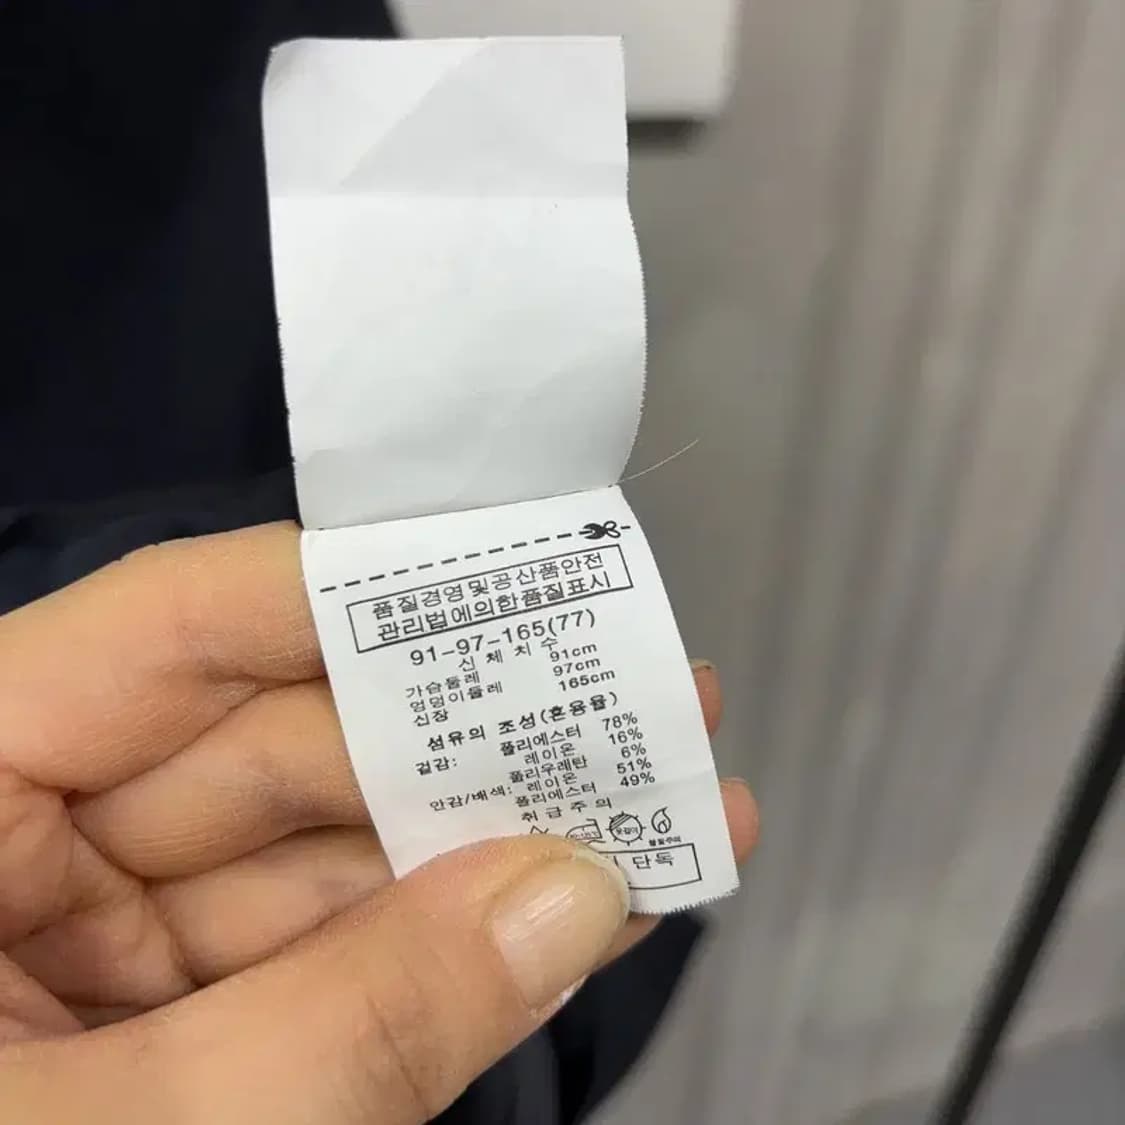 품질경영및공산품안전
관리법에의한품질표시
91-97-165(77)
신 체 치 수
가슴둘레 91cm
엉덩이둘레 97cm
신장 165cm
섬유의 조성(혼용율)
겉감: 폴리에스터 78%
레이온 16%
폴리우레탄 6%
안감/배색: 레이온 51%
폴리에스터 49%
취 급 주 의
옷걸이
단독